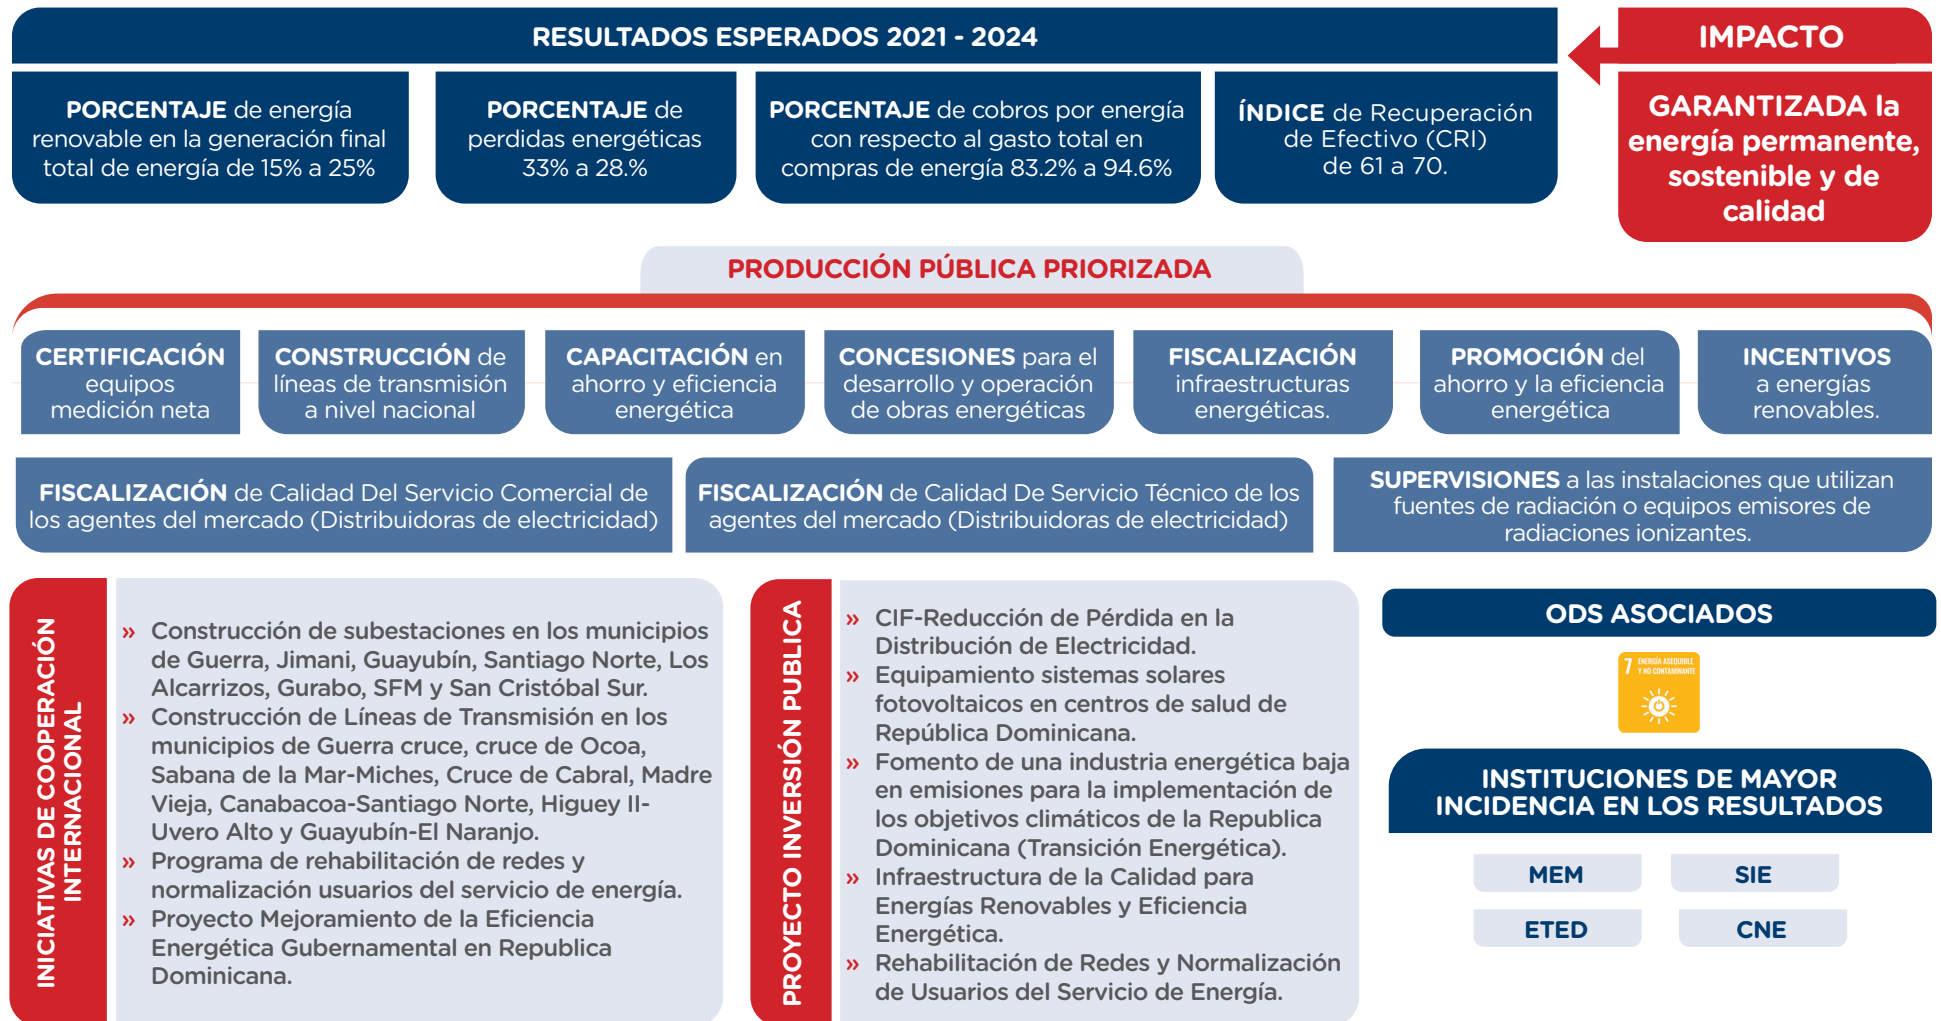 RESULTADOS ESPERADOS 2021 - 2024
PORCENTAJE de energía
renovable en la generación final
total de energía de 15% a 25%
PORCENTAJE de
perdidas energéticas
33% a 28.%
PORCENTAJE de cobros por energía
con respecto al gasto total en
compras de energía 83.2% a 94.6%
ÍNDICE de Recuperación
de Efectivo (CRI)
de 61 a 70.
IMPACTO
GARANTIZADA la
energía permanente,
sostenible y de
calidad
PRODUCCIÓN PÚBLICA PRIORIZADA
CERTIFICACIÓN
equipos
medición neta
CONSTRUCCIÓN de
líneas de transmisión
a nivel nacional
CAPACITACIÓN en
ahorro y eficiencia
energética
CONCESIONES para el
desarrollo y operación
de obras energéticas
FISCALIZACIÓN
infraestructuras
energéticas.
PROMOCIÓN del
ahorro y la eficiencia
energética
INCENTIVOS
a energías
renovables.
FISCALIZACIÓN de Calidad Del Servicio Comercial de
los agentes del mercado (Distribuidoras de electricidad)
FISCALIZACIÓN de Calidad De Servicio Técnico de los
agentes del mercado (Distribuidoras de electricidad)
SUPERVISIONES a las instalaciones que utilizan
fuentes de radiación o equipos emisores de
radiaciones ionizantes.
INICIATIVAS DE COOPERACIÓN
INTERNACIONAL
» Construcción de subestaciones en los municipios
de Guerra, Jimani, Guayubín, Santiago Norte, Los
Alcarrizos, Gurabo, SFM y San Cristóbal Sur.
» Construcción de Líneas de Transmisión en los
municipios de Guerra cruce, cruce de Ocoa,
Sabana de la Mar-Miches, Cruce de Cabral, Madre
Vieja, Canabacoa-Santiago Norte, Higuey II-
Uvero Alto y Guayubín-El Naranjo.
» Programa de rehabilitación de redes y
normalización usuarios del servicio de energía.
» Proyecto Mejoramiento de la Eficiencia
Energética Gubernamental en Republica
Dominicana.
PROYECTO INVERSIÓN PUBLICA
» CIF-Reducción de Pérdida en la
Distribución de Electricidad.
» Equipamiento sistemas solares
fotovoltaicos en centros de salud de
República Dominicana.
» Fomento de una industria energética baja
en emisiones para la implementación de
los objetivos climáticos de la Republica
Dominicana (Transición Energética).
» Infraestructura de la Calidad para
Energías Renovables y Eficiencia
Energética.
» Rehabilitación de Redes y Normalización
de Usuarios del Servicio de Energía.
ODS ASOCIADOS
7 ENERGÍA ASEQUIBLE
Y NO CONTAMINANTE
INSTITUCIONES DE MAYOR
INCIDENCIA EN LOS RESULTADOS
MEM
SIE
ETED
CNE